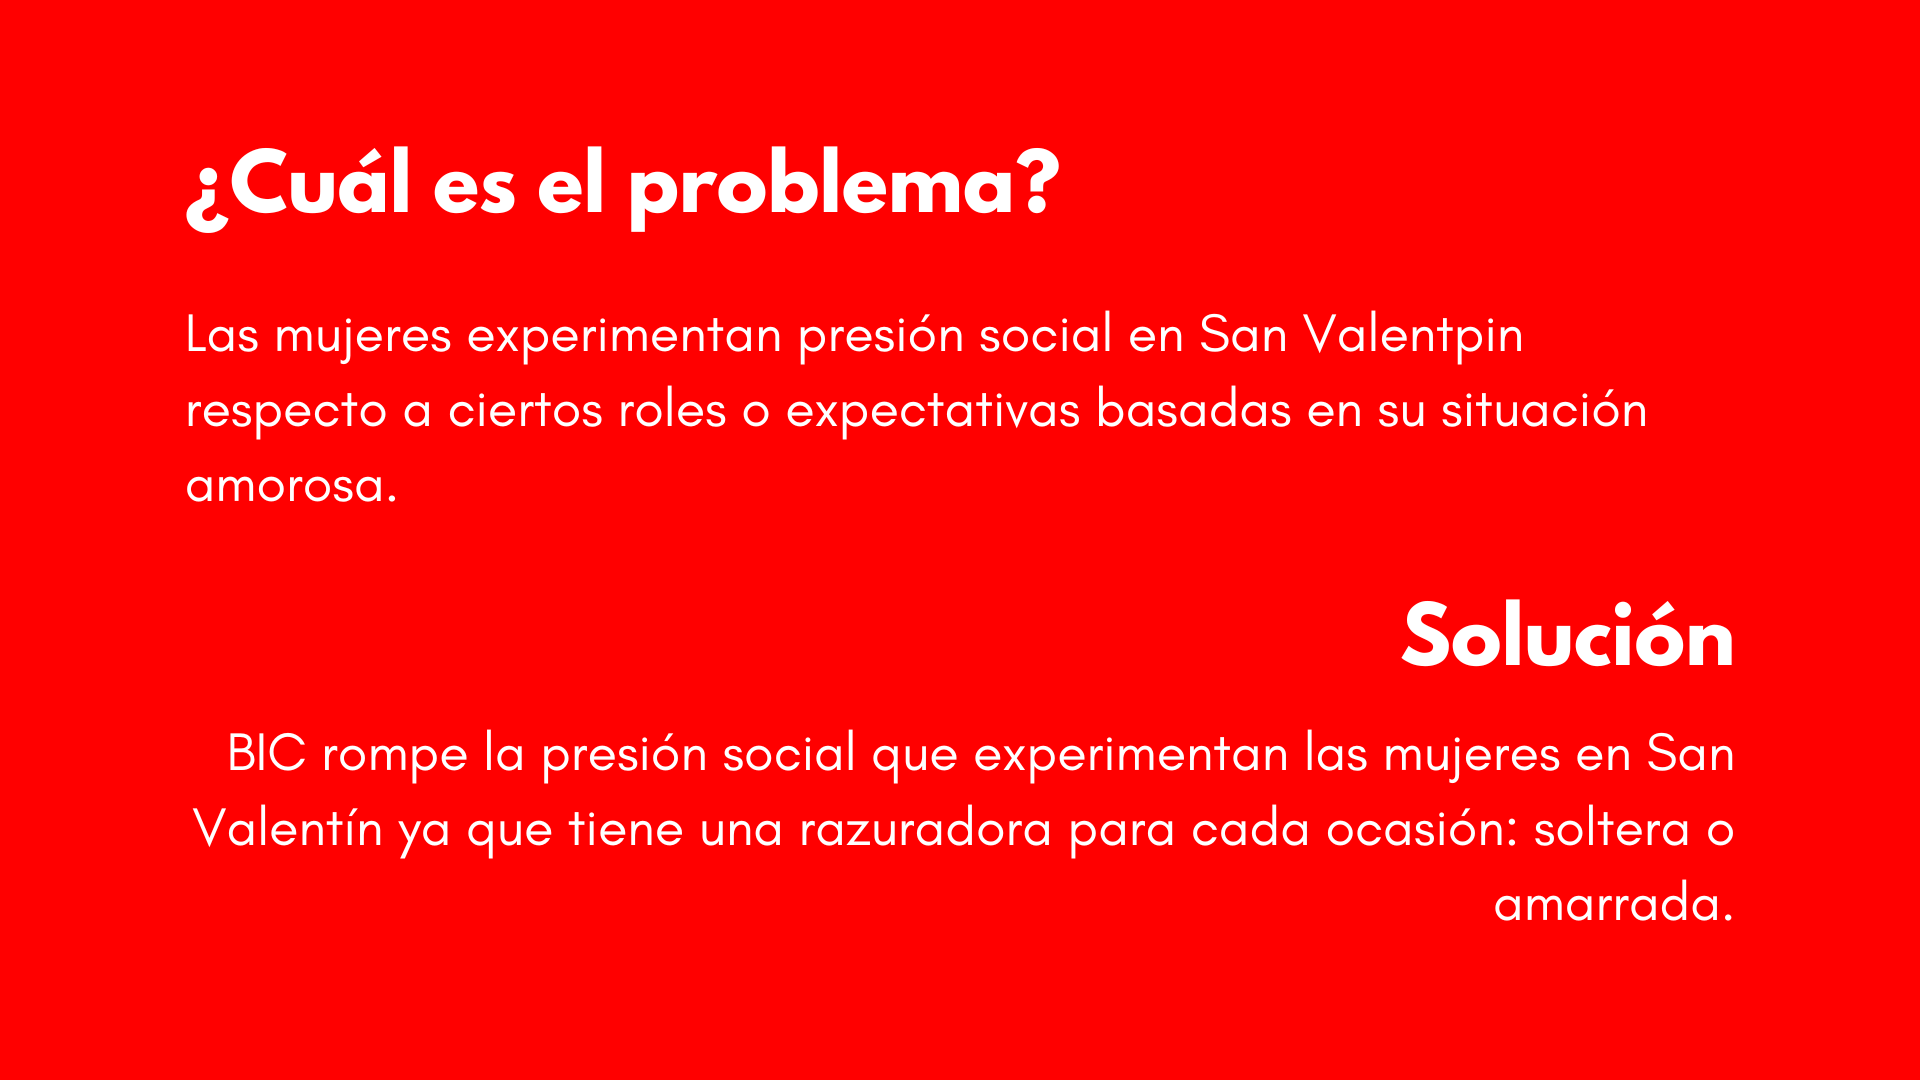 ¿Cuál es el problema?
Las mujeres experimentan presión social en San Valentpin
respecto a ciertos roles o expectativas basadas en su situación
amorosa.
Solución
BIC rompe la presión social que experimentan las mujeres en San
Valentín ya que tiene una razuradora para cada ocasión: soltera o
amarrada.